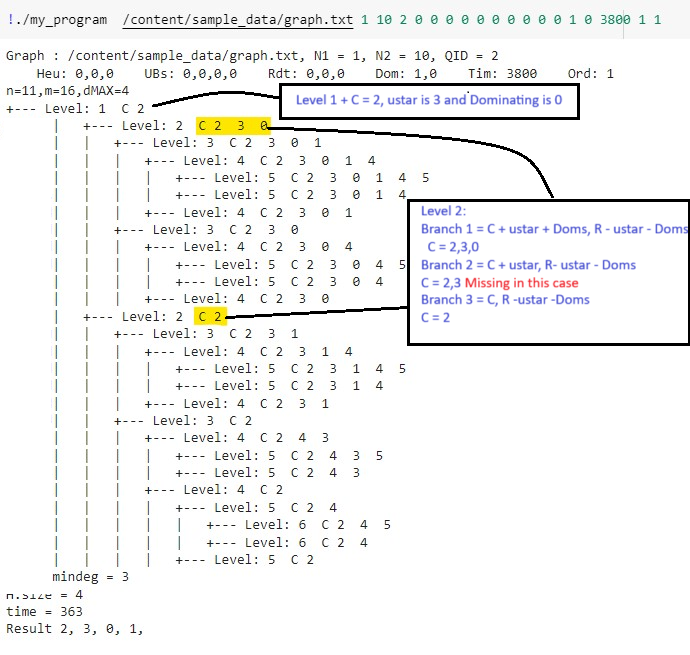 !./my_program /content/sample_data/graph.txt 1 10 2 0 0 0 0 0 0 0 0 0 0 1 0 3800 1 1
Graph : /content/sample_data/graph.txt, N1 = 1, N2 = 10, QID = 2
Heu: 0,0,0 UBs: 0,0,0,0 Rdt: 0,0,0 Dom: 1,0 Tim: 3800 Ord: 1
n=11,m=16,dMAX=4
+--- Level: 1 C 2
Level 1 + C = 2, ustar is 3 and Dominating is 0
| +--- Level: 2 C 2 3 0
| | +--- Level: 3 C 2 3 0 1
| | | +--- Level: 4 C 2 3 0 1 4
| | | | +--- Level: 5 C 2 3 0 1 4 5
| | | | +--- Level: 5 C 2 3 0 1 4
| | | +--- Level: 4 C 2 3 0 1
| | +--- Level: 3 C 2 3 0
| | | +--- Level: 4 C 2 3 0 4
| | | | +--- Level: 5 C 2 3 0 4 5
| | | | +--- Level: 5 C 2 3 0 4
| | | +--- Level: 4 C 2 3 0
Level 2:
Branch 1 = C + ustar + Doms, R - ustar - Doms
C = 2,3,0
Branch 2 = C + ustar, R- ustar - Doms
C = 2,3 Missing in this case
Branch 3 = C, R -ustar -Doms
C = 2
| +--- Level: 2 C 2
| | +--- Level: 3 C 2 3 1
| | | +--- Level: 4 C 2 3 1 4
| | | | +--- Level: 5 C 2 3 1 4 5
| | | | +--- Level: 5 C 2 3 1 4
| | | +--- Level: 4 C 2 3 1
| | +--- Level: 3 C 2
| | | +--- Level: 4 C 2 4 3
| | | | +--- Level: 5 C 2 4 3 5
| | | | +--- Level: 5 C 2 4 3
| | | +--- Level: 4 C 2
| | | | +--- Level: 5 C 2 4
| | | | | +--- Level: 6 C 2 4 5
| | | | | +--- Level: 6 C 2 4
| | | | +--- Level: 5 C 2
mindeg = 3
H.size = 4
time = 363
Result 2, 3, 0, 1,